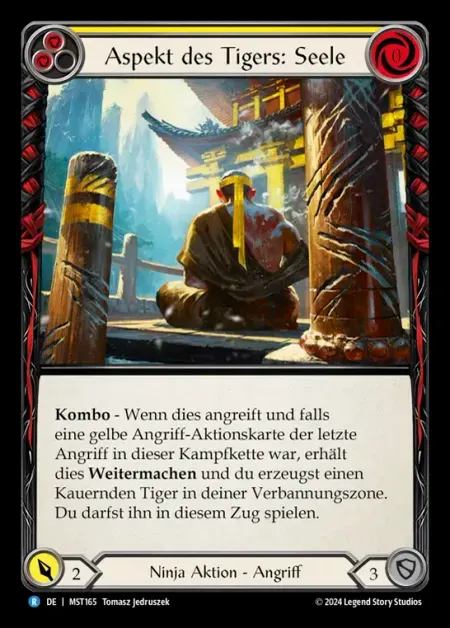 Aspekt des Tigers: Seele
0
Kombo - Wenn dies angreift und falls
eine gelbe Angriff-Aktionskarte der letzte
Angriff in dieser Kampfkette war, erhält
dies Weitermachen und du erzeugst einen
Kauernden Tiger in deiner Verbannungszone.
Du darfst ihn in diesem Zug spielen.
2
Ninja Aktion - Angriff
3
R DE | MST165 Tomasz Jedruszek
© 2024 Legend Story Studios